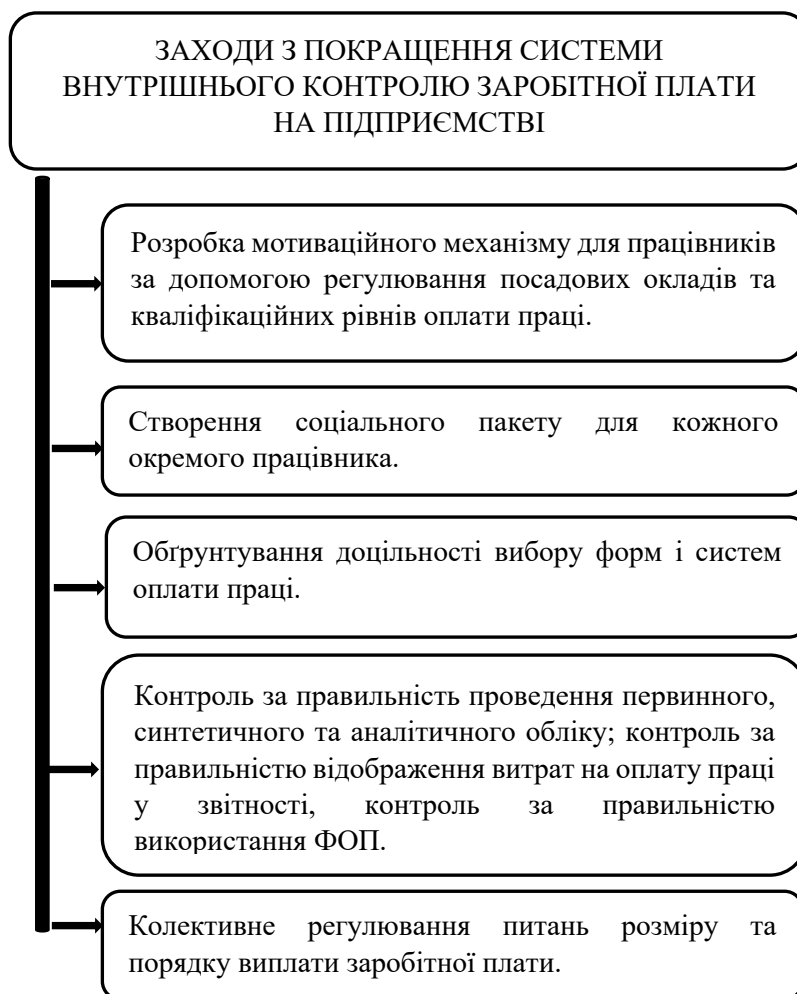 ЗАХОДИ З ПОКРАЩЕННЯ СИСТЕМИ
ВНУТРІШНЬОГО КОНТРОЛЮ ЗАРОБІТНОЇ ПЛАТИ
НА ПІДПРИЄМСТВІ
Розробка мотиваційного механізму для працівників
за допомогою регулювання посадових окладів та
кваліфікаційних рівнів оплати праці.
Створення соціального пакету для кожного
окремого працівника.
Обґрунтування доцільності вибору форм і систем
оплати праці.
Контроль за правильність проведення первинного,
синтетичного та аналітичного обліку; контроль за
правильністю відображення витрат на оплату праці
у звітності, контроль за правильністю
використання ФОП.
Колективне регулювання питань розміру та
порядку виплати заробітної плати.